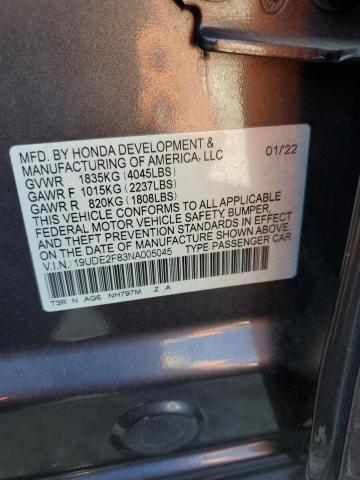 MFD. BY HONDA DEVELOPMENT &
MANUFACTURING OF AMERICA, LLC 01/22
GVWR 1835KG (4045LBS)
GAWR F 1015KG (2237LBS)
GAWR R 820KG (1808LBS)
THIS VEHICLE CONFORMS TO ALL APPLICABLE
FEDERAL MOTOR VEHICLE SAFETY, BUMPER,
AND THEFT PREVENTION STANDARDS IN EFFECT
ON THE DATE OF MANUFACTURE SHOWN ABOVE.
V.I.N.: 19UDE2F83NA005045 TYPE: PASSENGER CAR
T3R N AG6 NH797M Z .A